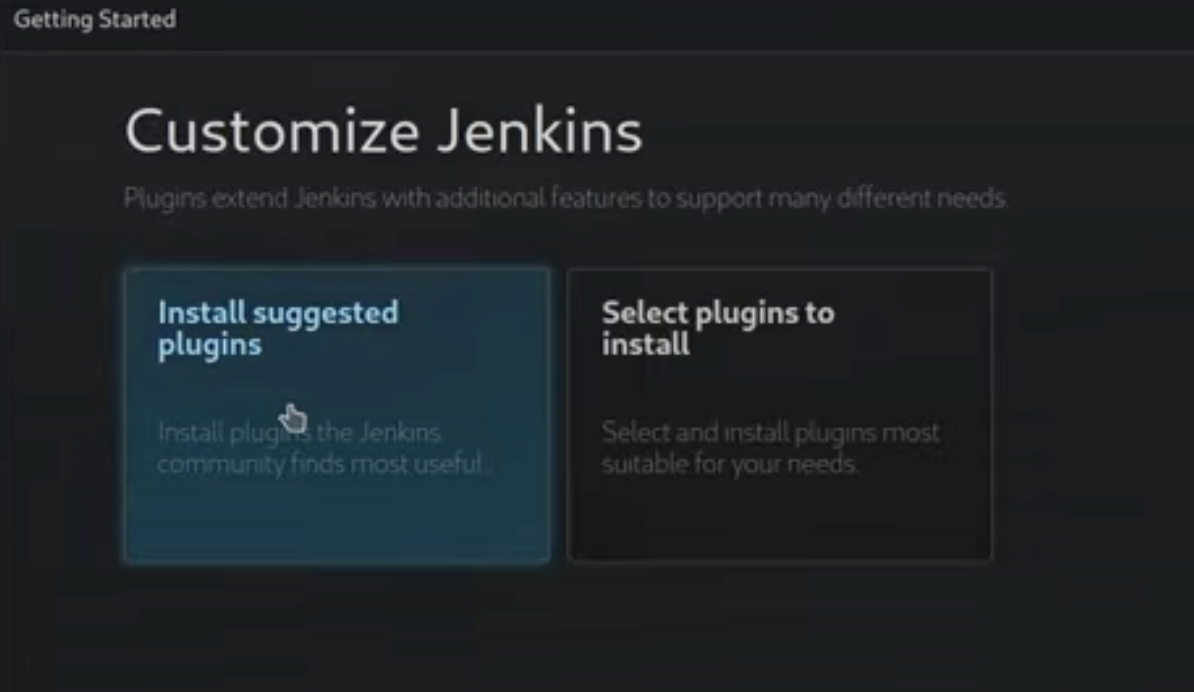 Getting Started
Customize Jenkins
Plugins extend Jenkins with additional features to support many different needs.
Install suggested
plugins
Install plugins the Jenkins
community finds most useful.
Select plugins to
install
Select and install plugins most
suitable for your needs.